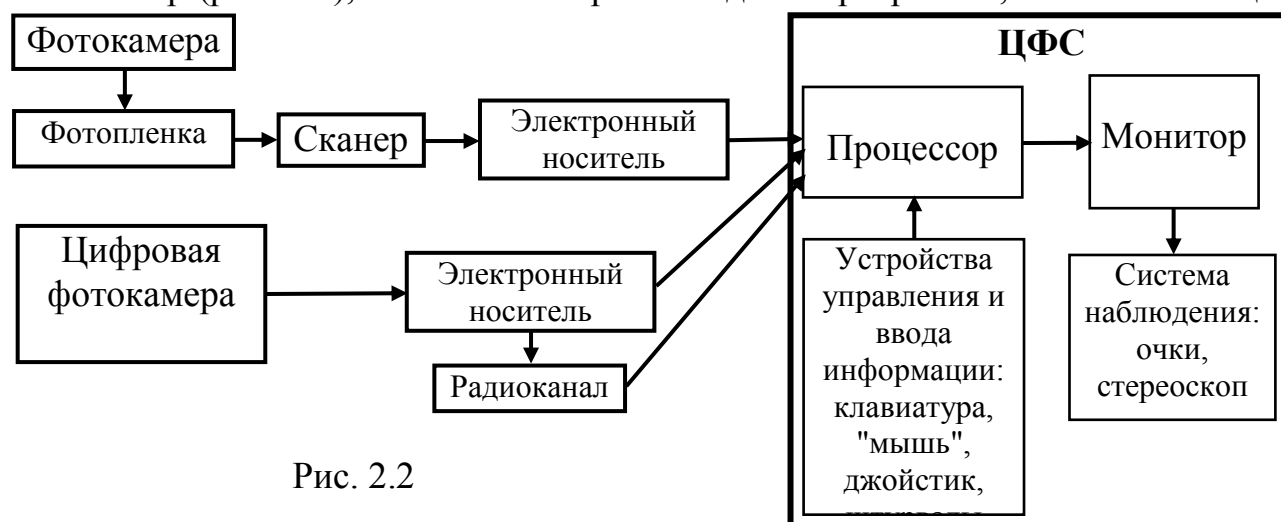 ЦФС
Фотокамера
Фотопленка
Сканер
Электронный
носитель
Процессор
Монитор
Цифровая
фотокамера
Электронный
носитель
Радиоканал
Устройства
управления и
ввода
информации:
клавиатура,
"мышь",
джойстик,
Система
наблюдения:
очки,
стереоскоп
Рис. 2.2